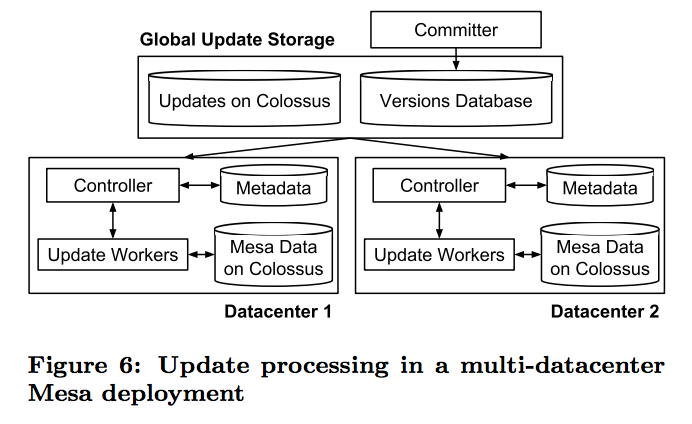 Committer
Global Update Storage
Updates on Colossus
Versions Database
Controller
Metadata
Update Workers
Mesa Data
on Colossus
Datacenter 1
Controller
Metadata
Update Workers
Mesa Data
on Colossus
Datacenter 2
Figure 6: Update processing in a multi-datacenter
Mesa deployment